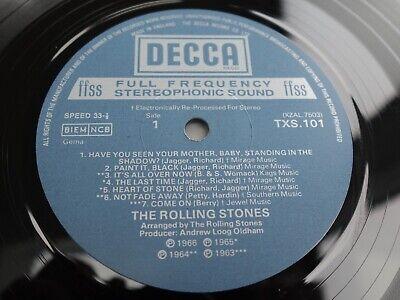 MADE IN ENGLAND
DECCA
ffss
FULL FREQUENCY
STEREOPHONIC SOUND
ffss
† Electronically Re-Processed For Stereo
SPEED 33-⅓
BIEM NCB
Gema
Side
1
(XZAL.7503)
TXS.101
1. HAVE YOU SEEN YOUR MOTHER, BABY, STANDING IN THE
SHADOW? (Jagger, Richard) † Mirage Music
2. PAINT IT, BLACK (Jagger, Richard) Mirage Music
**3. IT'S ALL OVER NOW (B. & S. Womack) Kags Music
4. THE LAST TIME (Jagger, Richard) † Mirage Music
*5. HEART OF STONE (Richard, Jagger) Mirage Music
**6. NOT FADE AWAY (Petty, Hardin) † Southern Music
***7. COME ON (Berry) † Jewel Music
THE ROLLING STONES
Arranged by The Rolling Stones
Producer: Andrew Loog Oldham
Ⓟ 1966 Ⓟ 1965*
Ⓟ 1964** Ⓟ 1963***